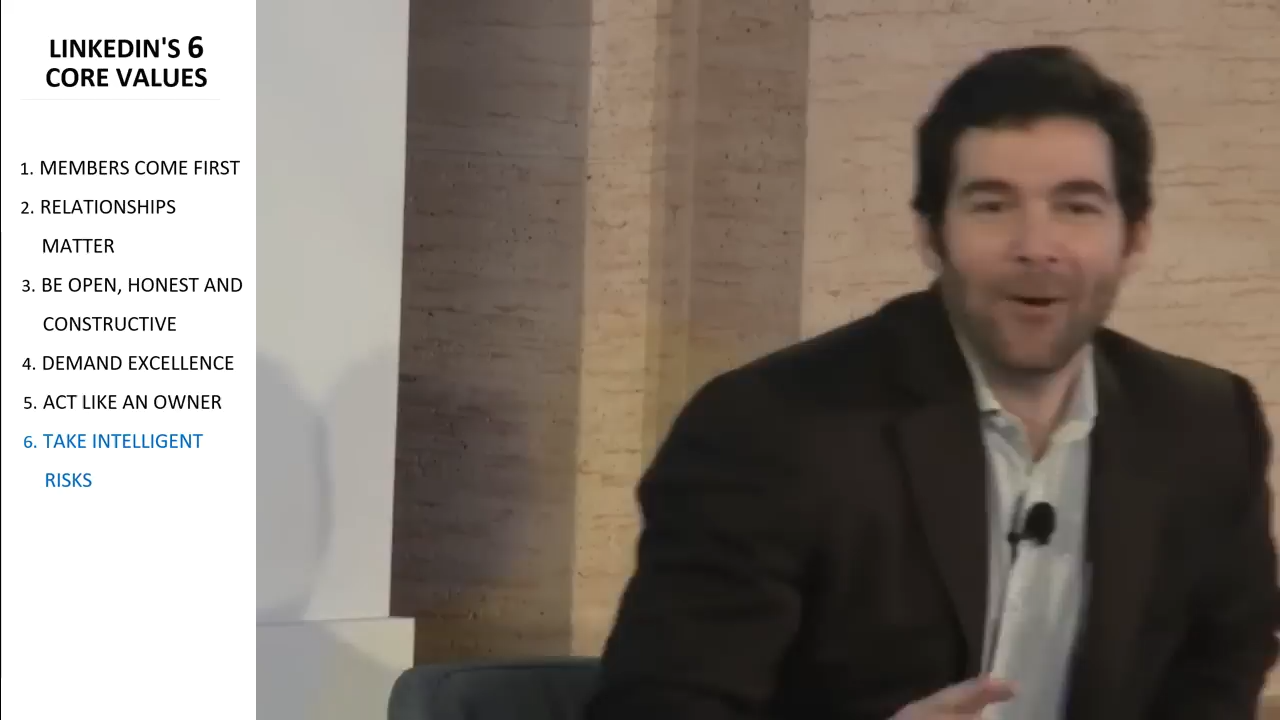 LINKEDIN'S 6
CORE VALUES
1. MEMBERS COME FIRST
2. RELATIONSHIPS
MATTER
3. BE OPEN, HONEST AND
CONSTRUCTIVE
4. DEMAND EXCELLENCE
5. ACT LIKE AN OWNER
6. TAKE INTELLIGENT
RISKS